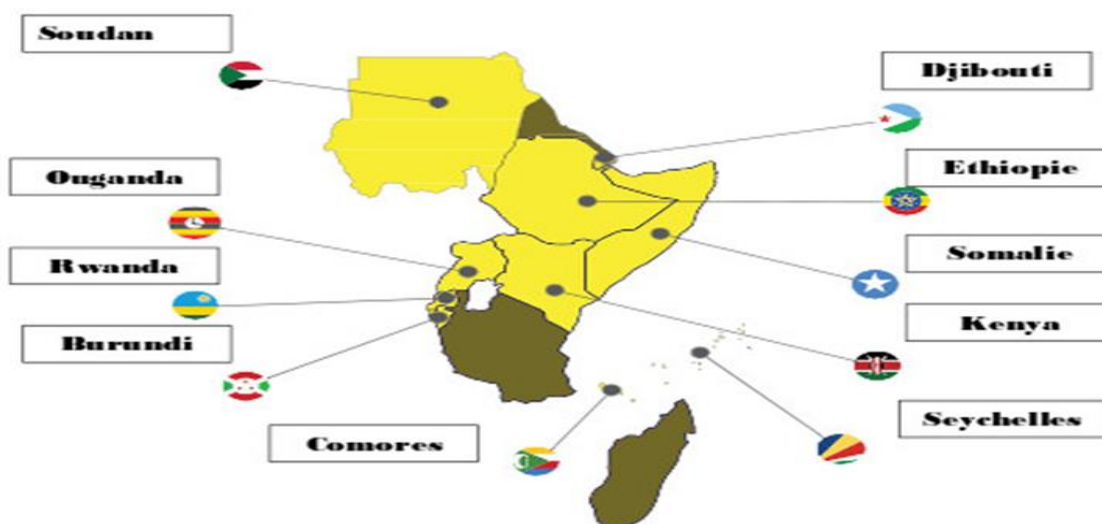 Soudan
Djibouti
Ouganda
Ethiopie
Rwanda
Somalie
Burundi
Kenya
Comores
Seychelles